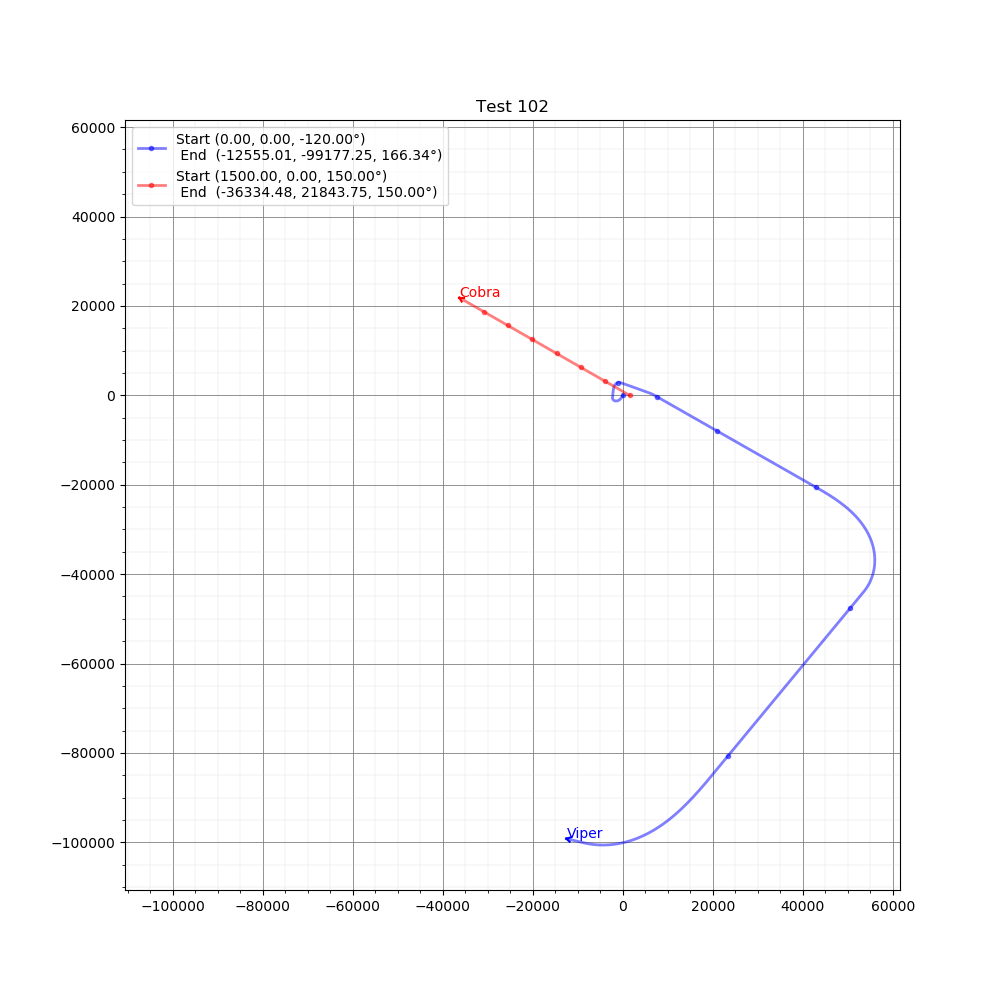 Test 102
Start (0.00, 0.00, -120.00°)
End (-12555.01, -99177.25, 166.34°)
Start (1500.00, 0.00, 150.00°)
End (-36334.48, 21843.75, 150.00°)
60000
40000
20000
0
−20000
−40000
−60000
−80000
−100000
Cobra
Viper
−100000 −80000 −60000 −40000 −20000 0 20000 40000 60000